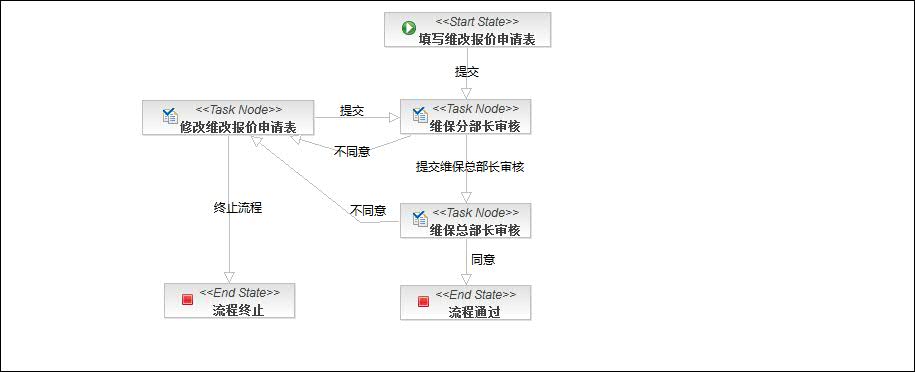 <<Start State>>
填写维改报价申请表
提交
<<Task Node>>
修改维改报价申请表
提交
<<Task Node>>
维保分部长审核
不同意
提交维保总部长审核
终止流程
不同意
<<Task Node>>
维保总部长审核
同意
<<End State>>
流程终止
<<End State>>
流程通过